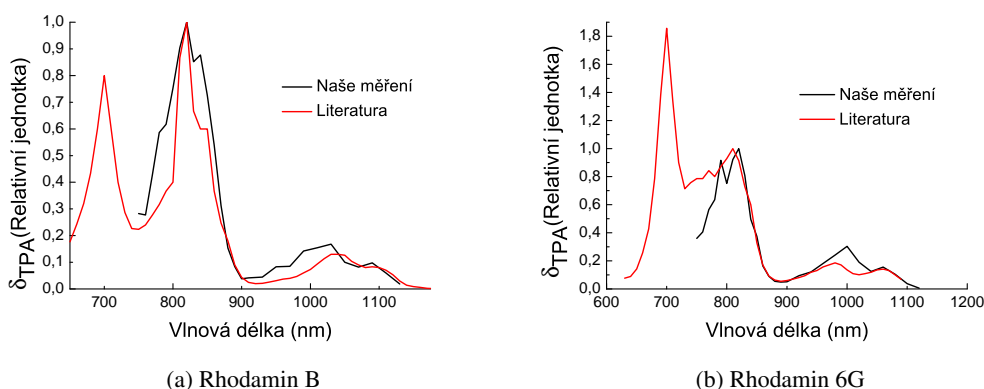 1,0
0,9
0,8
0,7
0,6
0,5
0,4
0,3
0,2
0,1
0,0
δTPA(Relativní jednotka)
Naše měření
Literatura
700 800 900 1000 1100
Vlnová délka (nm)
(a) Rhodamin B
1,8
1,6
1,4
1,2
1,0
0,8
0,6
0,4
0,2
0,0
δTPA(Relativní jednotka)
Naše měření
Literatura
600 700 800 900 1000 1100 1200
Vlnová délka (nm)
(b) Rhodamin 6G